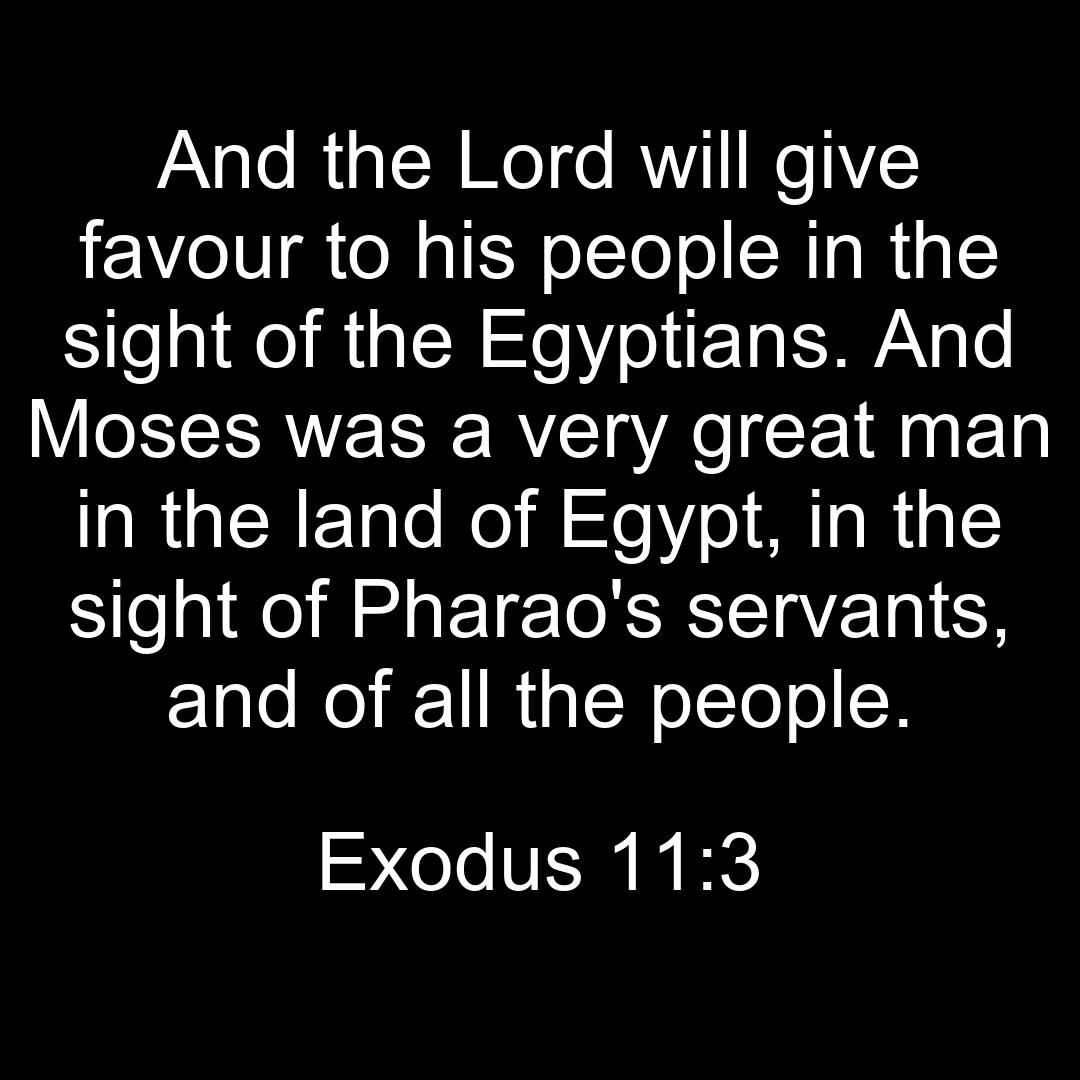 And the Lord will give
favour to his people in the
sight of the Egyptians. And
Moses was a very great man
in the land of Egypt, in the
sight of Pharao's servants,
and of all the people.
Exodus 11:3